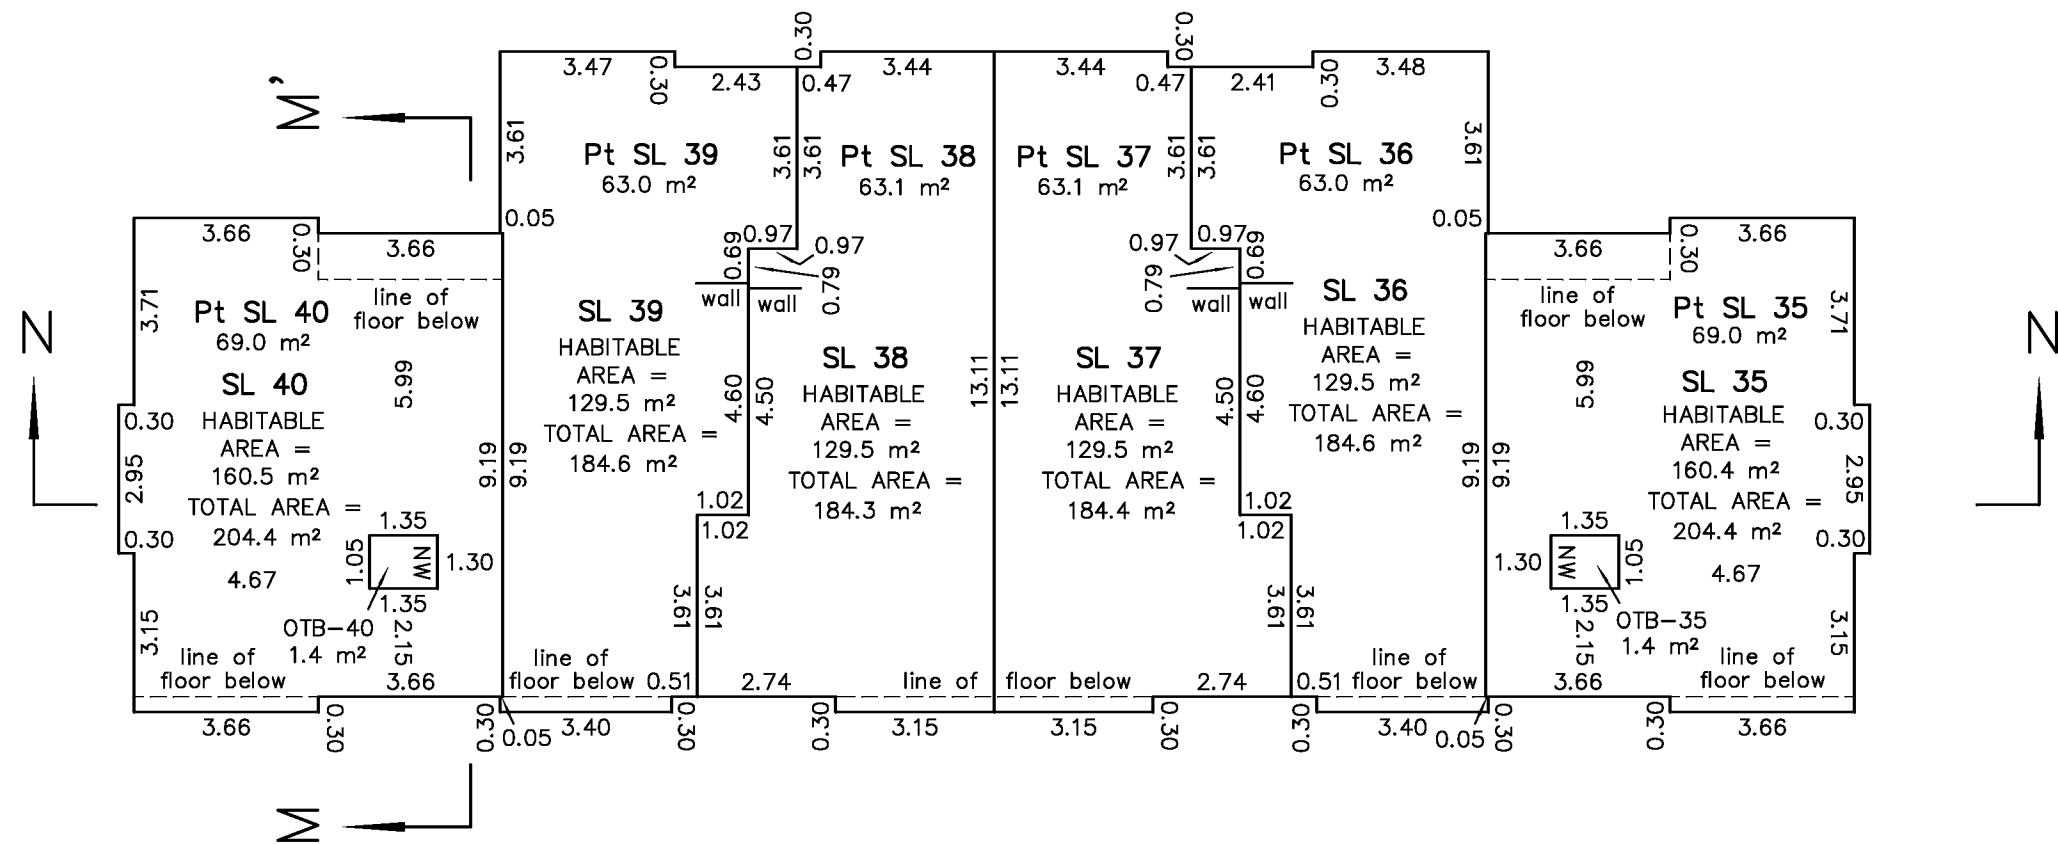 0.30
0.30
3.47
0.30
2.43
0.47
3.44
3.44
0.47
2.41
0.30
3.48
M'
3.61
Pt SL 39
63.0 m²
3.61
3.61
Pt SL 38
63.1 m²
Pt SL 37
63.1 m²
3.61
3.61
Pt SL 36
63.0 m²
3.61
0.05
0.05
3.66
0.30
3.66
0.69
0.97
0.97
0.79
0.97
0.97
0.69
0.79
3.66
0.30
3.66
line of
floor below
wall
wall
wall
wall
line of
floor below
N
3.71
Pt SL 40
69.0 m²
SL 40
HABITABLE
AREA =
160.5 m²
TOTAL AREA =
204.4 m²
5.99
0.30
2.95
0.30
4.67
3.15
1.35
1.05
NW
1.30
1.35
2.15
OTB-40
1.4 m²
line of
floor below
3.66
3.66
0.30
0.30
9.19
9.19
SL 39
HABITABLE
AREA =
129.5 m²
TOTAL AREA =
184.6 m²
4.60
4.50
1.02
1.02
3.61
3.61
line of
floor below
0.51
2.74
0.05
3.40
0.30
0.30
SL 38
HABITABLE
AREA =
129.5 m²
TOTAL AREA =
184.3 m²
13.11
13.11
line of
floor below
3.15
3.15
SL 37
HABITABLE
AREA =
129.5 m²
TOTAL AREA =
184.4 m²
4.50
4.60
1.02
1.02
3.61
3.61
2.74
0.51
0.30
0.30
SL 36
HABITABLE
AREA =
129.5 m²
TOTAL AREA =
184.6 m²
9.19
9.19
line of
floor below
3.40
0.05
0.30
Pt SL 35
69.0 m²
SL 35
HABITABLE
AREA =
160.4 m²
TOTAL AREA =
204.4 m²
5.99
3.71
0.30
2.95
0.30
4.67
3.15
1.35
1.30
NW
1.05
1.35
2.15
OTB-35
1.4 m²
line of
floor below
3.66
0.30
3.66
N
M